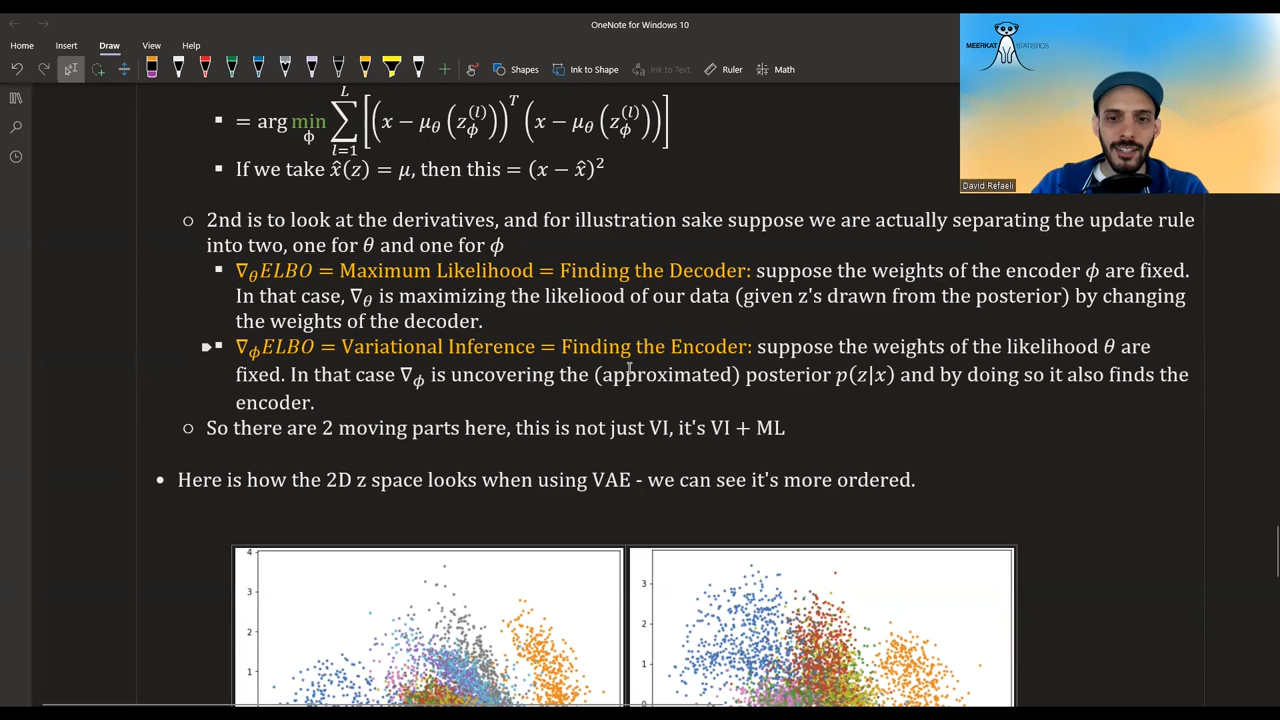 OneNote for Windows 10
Home Insert Draw View Help
Shapes Ink to Shape Ink to Text Ruler Math
MEERKAT STATISTICS
David Refaeli
= arg min_ϕ ∑_{l=1}^{L} [(x − μ_θ(z_ϕ^{(l)}))^T (x − μ_θ(z_ϕ^{(l)}))]
If we take x̂(z) = μ, then this = (x − x̂)²
2nd is to look at the derivatives, and for illustration sake suppose we are actually separating the update rule
into two, one for θ and one for ϕ
∇_θELBO = Maximum Likelihood = Finding the Decoder: suppose the weights of the encoder ϕ are fixed.
In that case, ∇_θ is maximizing the likeliood of our data (given z's drawn from the posterior) by changing
the weights of the decoder.
∇_ϕELBO = Variational Inference = Finding the Encoder: suppose the weights of the likelihood θ are
fixed. In that case ∇_ϕ is uncovering the (approximated) posterior p(z|x) and by doing so it also finds the
encoder.
So there are 2 moving parts here, this is not just VI, it's VI + ML
Here is how the 2D z space looks when using VAE - we can see it's more ordered.
4
3
2
1
3
2
1